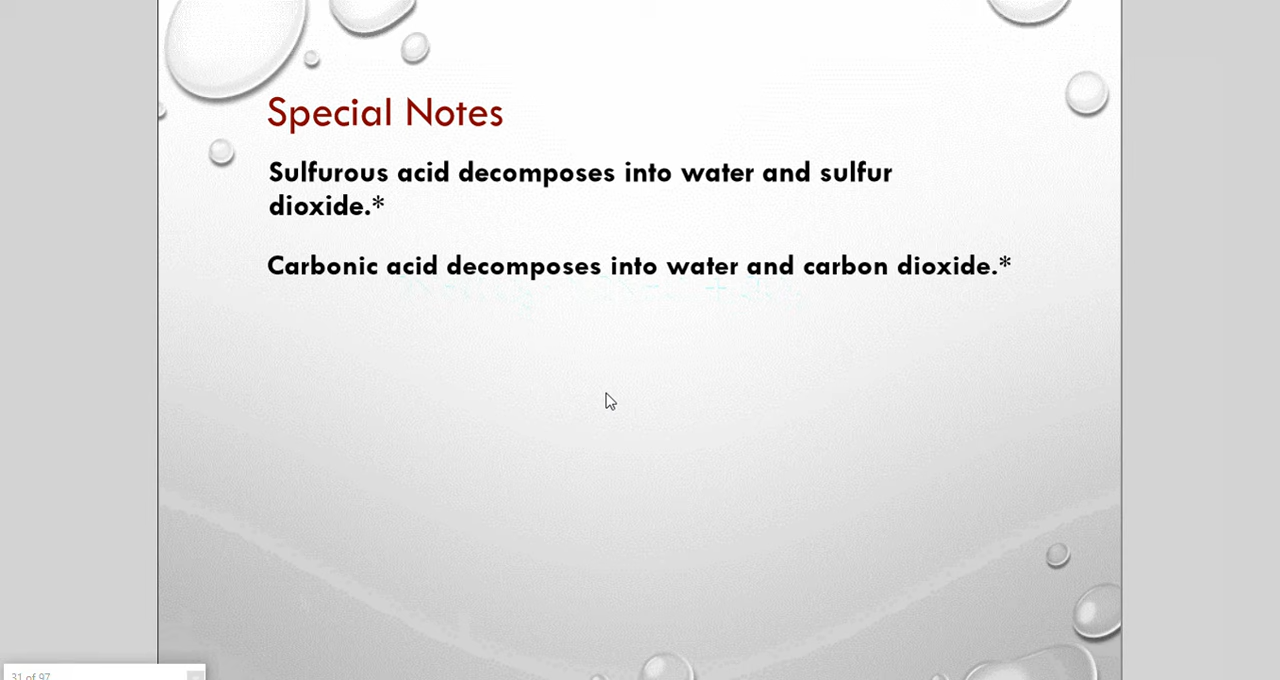 Special Notes
Sulfurous acid decomposes into water and sulfur
dioxide.*
Carbonic acid decomposes into water and carbon dioxide.*
31 of 97